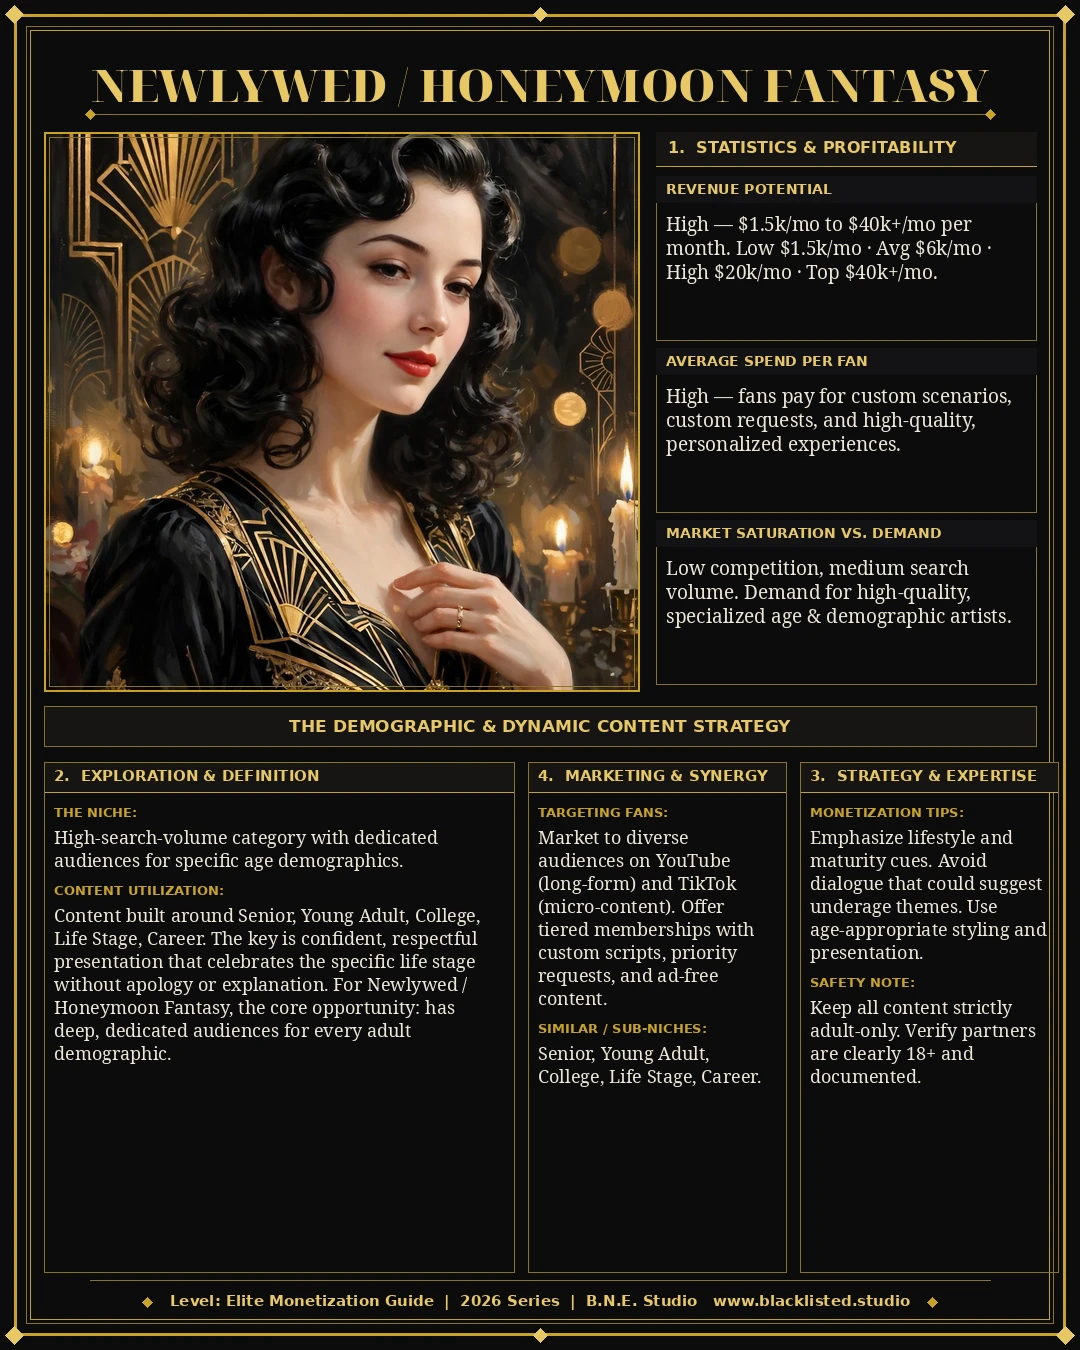 NEWLYWED / HONEYMOON FANTASY
1. STATISTICS & PROFITABILITY
REVENUE POTENTIAL
High — $1.5k/mo to $40k+/mo per
month. Low $1.5k/mo · Avg $6k/mo ·
High $20k/mo · Top $40k+/mo.
AVERAGE SPEND PER FAN
High — fans pay for custom scenarios,
custom requests, and high-quality,
personalized experiences.
MARKET SATURATION VS. DEMAND
Low competition, medium search
volume. Demand for high-quality,
specialized age & demographic artists.
THE DEMOGRAPHIC & DYNAMIC CONTENT STRATEGY
2. EXPLORATION & DEFINITION
THE NICHE:
High-search-volume category with dedicated
audiences for specific age demographics.
CONTENT UTILIZATION:
Content built around Senior, Young Adult, College,
Life Stage, Career. The key is confident, respectful
presentation that celebrates the specific life stage
without apology or explanation. For Newlywed /
Honeymoon Fantasy, the core opportunity: has
deep, dedicated audiences for every adult
demographic.
4. MARKETING & SYNERGY
TARGETING FANS:
Market to diverse
audiences on YouTube
(long-form) and TikTok
(micro-content). Offer
tiered memberships with
custom scripts, priority
requests, and ad-free
content.
SIMILAR / SUB-NICHES:
Senior, Young Adult,
College, Life Stage, Career.
3. STRATEGY & EXPERTISE
MONETIZATION TIPS:
Emphasize lifestyle and
maturity cues. Avoid
dialogue that could suggest
underage themes. Use
age-appropriate styling and
presentation.
SAFETY NOTE:
Keep all content strictly
adult-only. Verify partners
are clearly 18+ and
documented.
Level: Elite Monetization Guide | 2026 Series | B.N.E. Studio www.blacklisted.studio